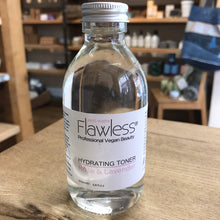 Flawless
Professional Vegan Beauty
HYDRATING TONER
& Lavender